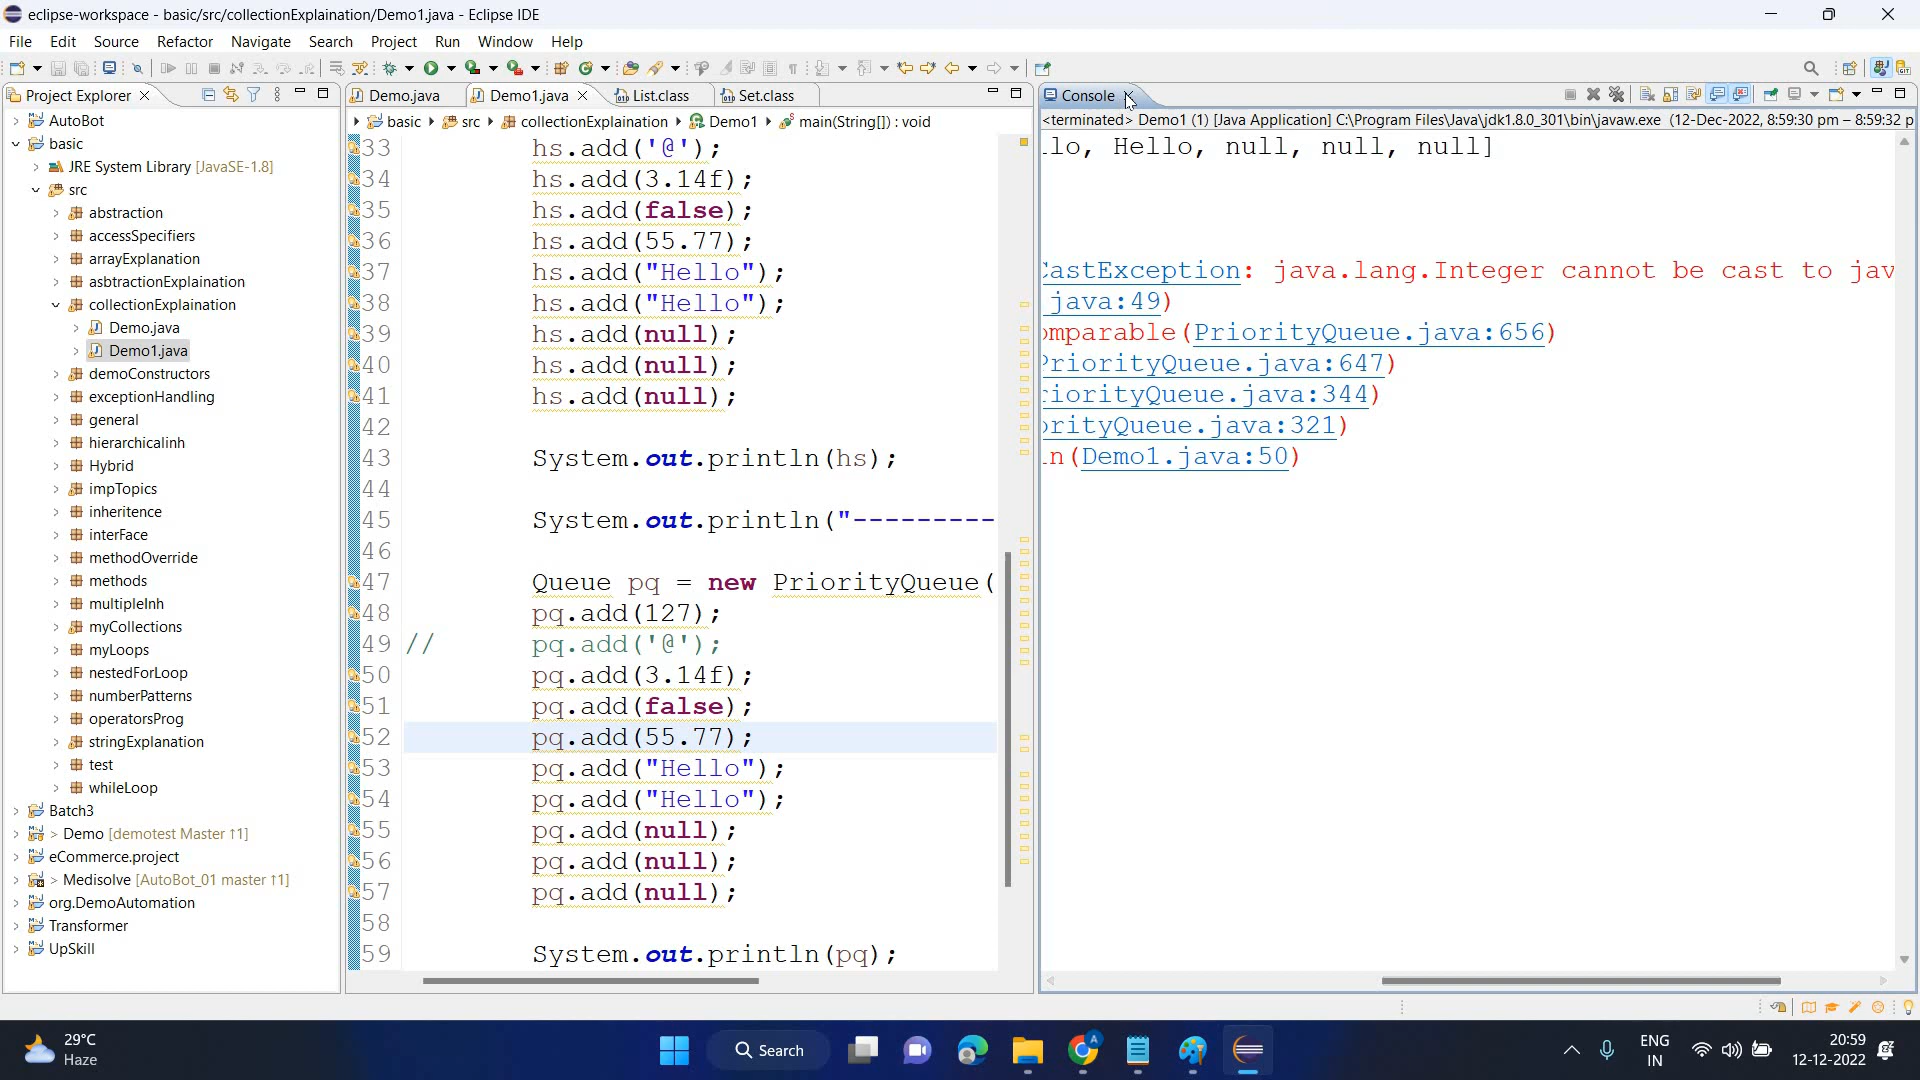 eclipse-workspace - basic/src/collectionExplaination/Demo1.java - Eclipse IDE
File Edit Source Refactor Navigate Search Project Run Window Help
Project Explorer
AutoBot
basic
JRE System Library [JavaSE-1.8]
src
abstraction
accessSpecifiers
arrayExplanation
asbtractionExplaination
collectionExplaination
Demo.java
Demo1.java
demoConstructors
exceptionHandling
general
hierarchicalinh
Hybrid
impTopics
inheritence
interFace
methodOverride
methods
multipleInh
myCollections
myLoops
nestedForLoop
numberPatterns
operatorsProg
stringExplanation
test
whileLoop
Batch3
> Demo [demotest Master ↑1]
eCommerce.project
> Medisolve [AutoBot_01 master ↑1]
org.DemoAutomation
Transformer
UpSkill
Demo.java Demo1.java List.class Set.class
basic src collectionExplaination Demo1 main(String[]) : void
33 hs.add('@');
34 hs.add(3.14f);
35 hs.add(false);
36 hs.add(55.77);
37 hs.add("Hello");
38 hs.add("Hello");
39 hs.add(null);
40 hs.add(null);
41 hs.add(null);
42
43 System.out.println(hs);
44
45 System.out.println("---------
46
47 Queue pq = new PriorityQueue(
48 pq.add(127);
49 // pq.add('@');
50 pq.add(3.14f);
51 pq.add(false);
52 pq.add(55.77);
53 pq.add("Hello");
54 pq.add("Hello");
55 pq.add(null);
56 pq.add(null);
57 pq.add(null);
58
59 System.out.println(pq);
Console
<terminated> Demo1 (1) [Java Application] C:\Program Files\Java\jdk1.8.0_301\bin\javaw.exe (12-Dec-2022, 8:59:30 pm – 8:59:32 p
llo, Hello, null, null, null]
CastException: java.lang.Integer cannot be cast to jav
.java:49)
omparable(PriorityQueue.java:656)
PriorityQueue.java:647)
riorityQueue.java:344)
orityQueue.java:321)
in(Demo1.java:50)
29°C
Haze
Search
ENG
IN
20:59
12-12-2022